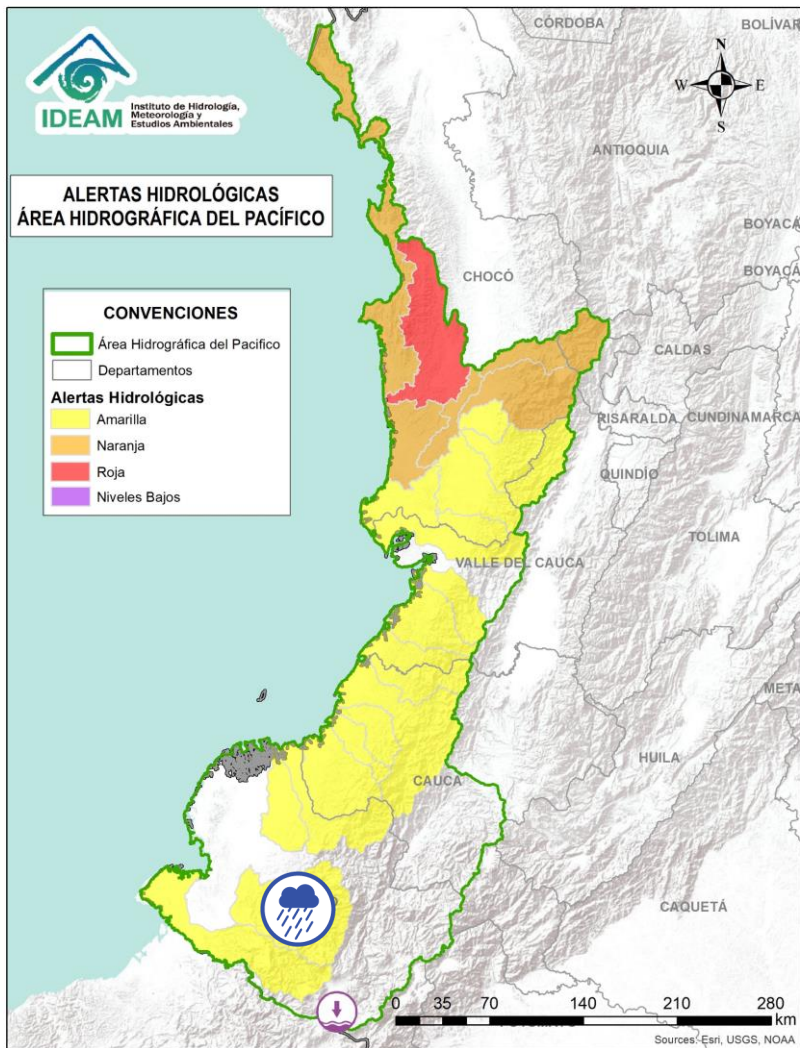 IDEAM
Instituto de Hidrología,
Meteorología y
Estudios Ambientales
ALERTAS HIDROLÓGICAS
ÁREA HIDROGRÁFICA DEL PACÍFICO
CONVENCIONES
Área Hidrográfica del Pacifico
Departamentos
Alertas Hidrológicas
Amarilla
Naranja
Roja
Niveles Bajos
N
W E
S
CÓRDOBA
BOLÍVAR
ANTIOQUIA
BOYACÁ
BOYACÁ
CHOCÓ
CALDAS
RISARALDA
CUNDINAMARCA
QUINDÍO
TOLIMA
VALLE DEL CAUCA
META
HUILA
CAUCA
CAQUETÁ
0 35 70 140 210 280
km
Sources: Esri, USGS, NOAA